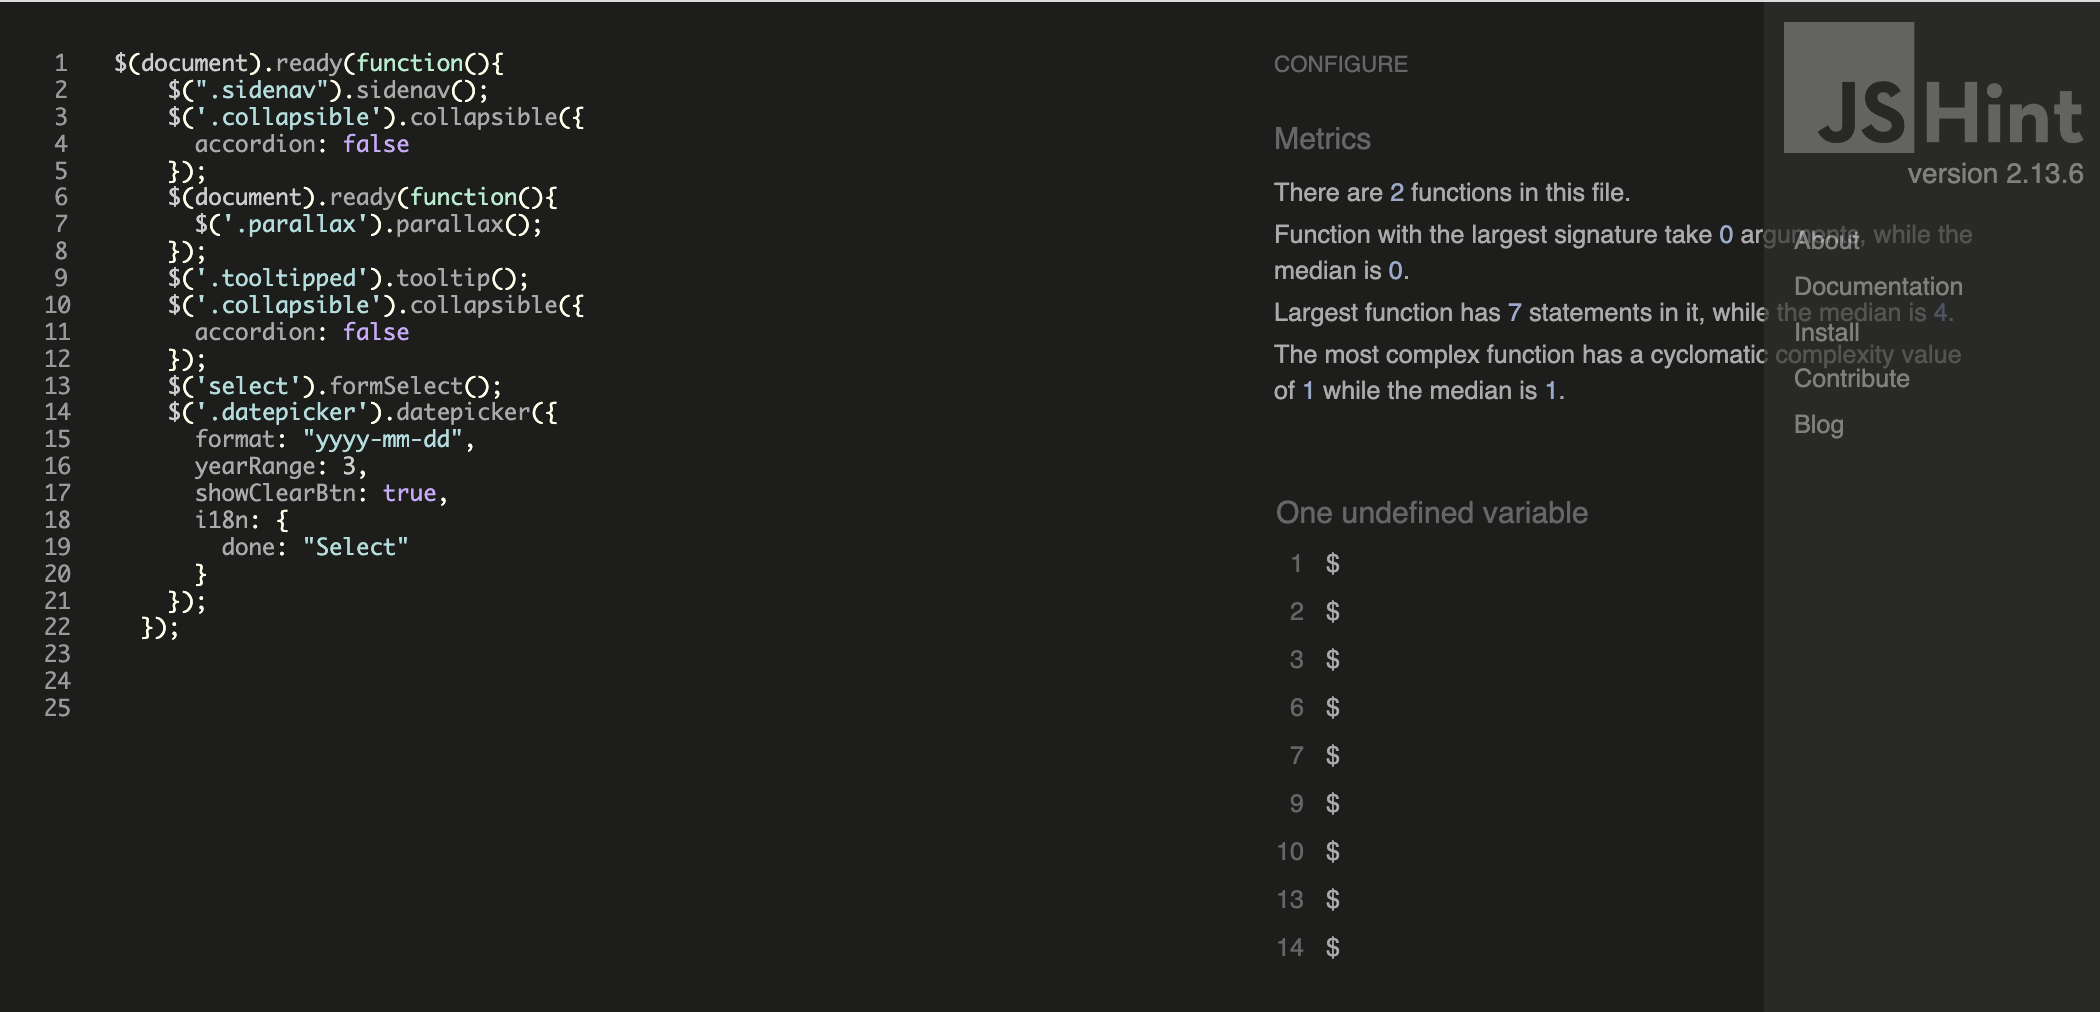 1 $(document).ready(function(){
2 $(".sidenav").sidenav();
3 $('.collapsible').collapsible({
4 accordion: false
5 });
6 $(document).ready(function(){
7 $('.parallax').parallax();
8 });
9 $('.tooltipped').tooltip();
10 $('.collapsible').collapsible({
11 accordion: false
12 });
13 $('select').formSelect();
14 $('.datepicker').datepicker({
15 format: "yyyy-mm-dd",
16 yearRange: 3,
17 showClearBtn: true,
18 i18n: {
19 done: "Select"
20 }
21 });
22 });
23
24
25
CONFIGURE
Metrics
There are 2 functions in this file.
Function with the largest signature take 0 arguments, while the
median is 0.
Largest function has 7 statements in it, while the median is 4.
The most complex function has a cyclomatic complexity value
of 1 while the median is 1.
One undefined variable
1 $
2 $
3 $
6 $
7 $
9 $
10 $
13 $
14 $
JSHint
version 2.13.6
About
Documentation
Install
Contribute
Blog